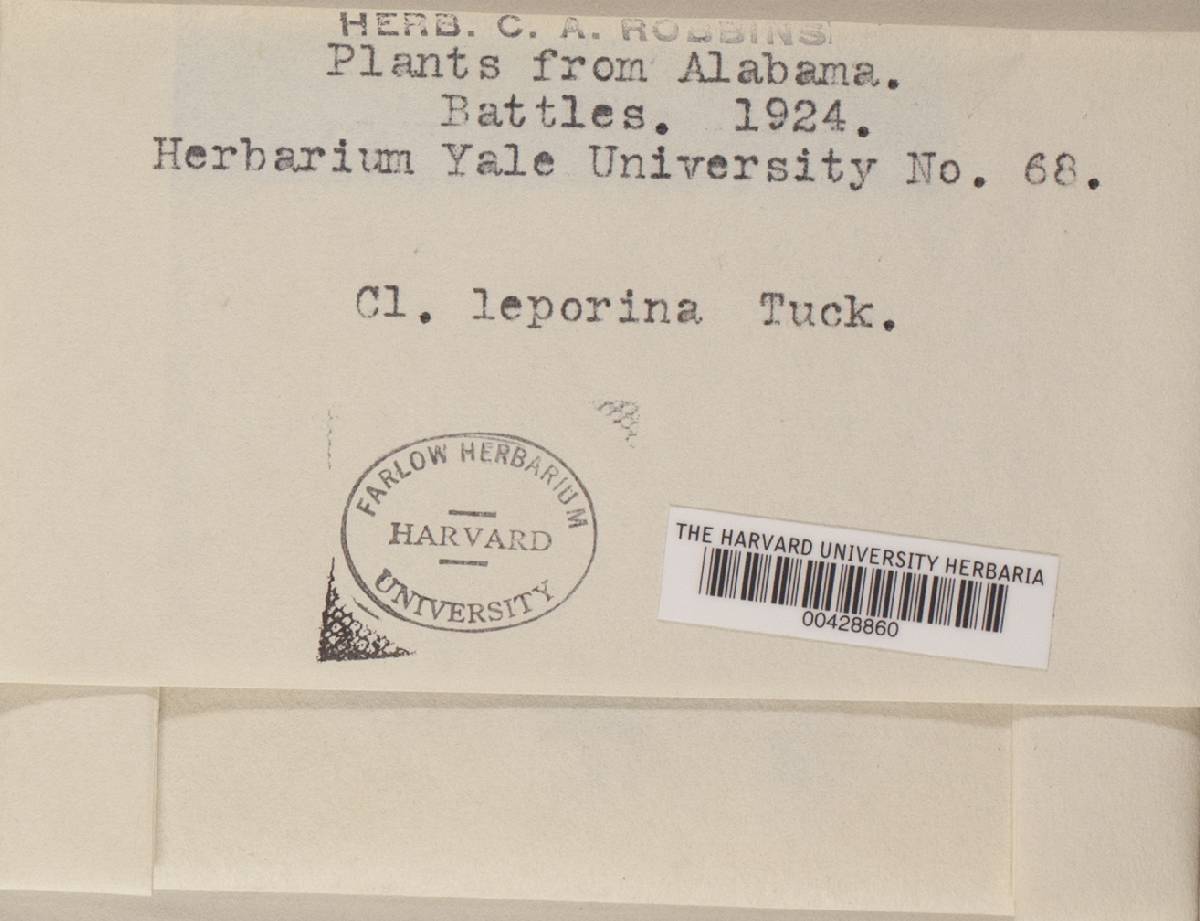 HERB. C. A. ROBBINS
Plants from Alabama.
Battles. 1924.
Herbarium Yale University No. 68.
Cl. leporina Tuck.
FARLOW HERBARIUM
HARVARD
UNIVERSITY
THE HARVARD UNIVERSITY HERBARIA
00428860